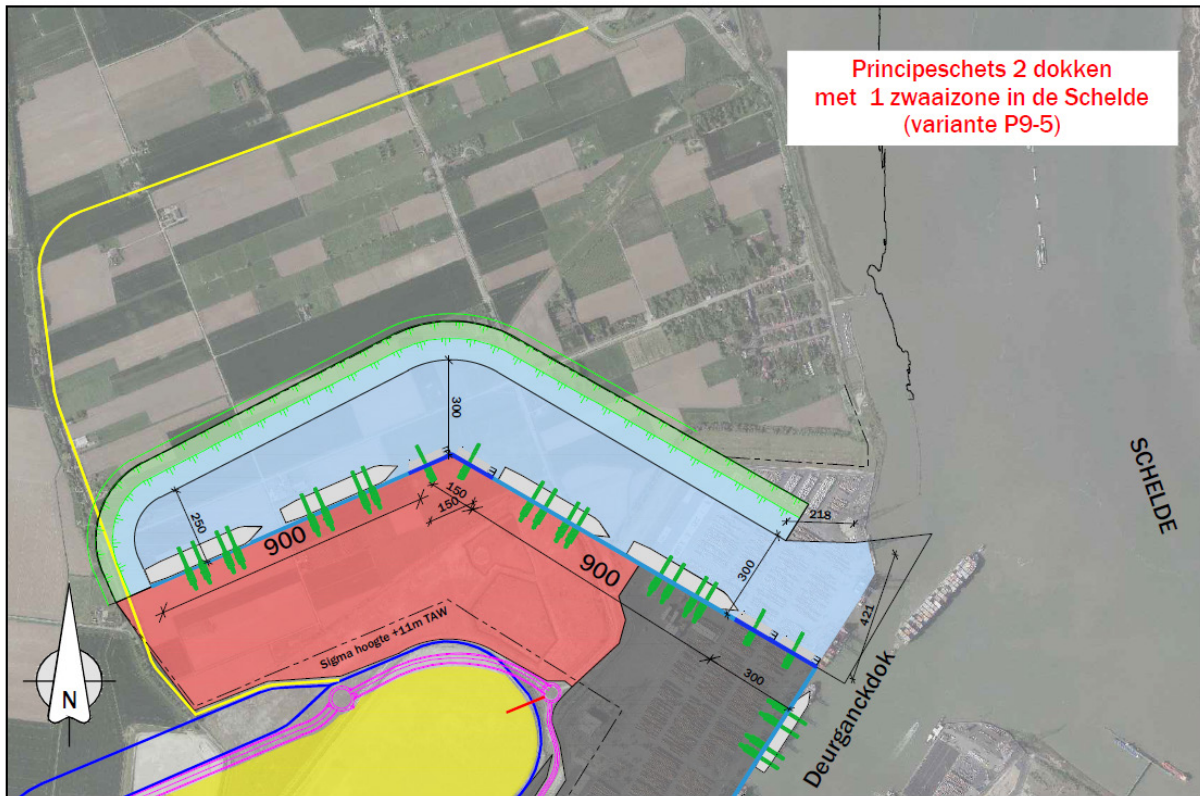 Principeschets 2 dokken
met 1 zwaaizone in de Schelde
(variante P9-5)
300
250
900
150
150
900
218
300
421
300
SCHELDE
Sigma hoogte +11m TAW
Deurganckdok
N